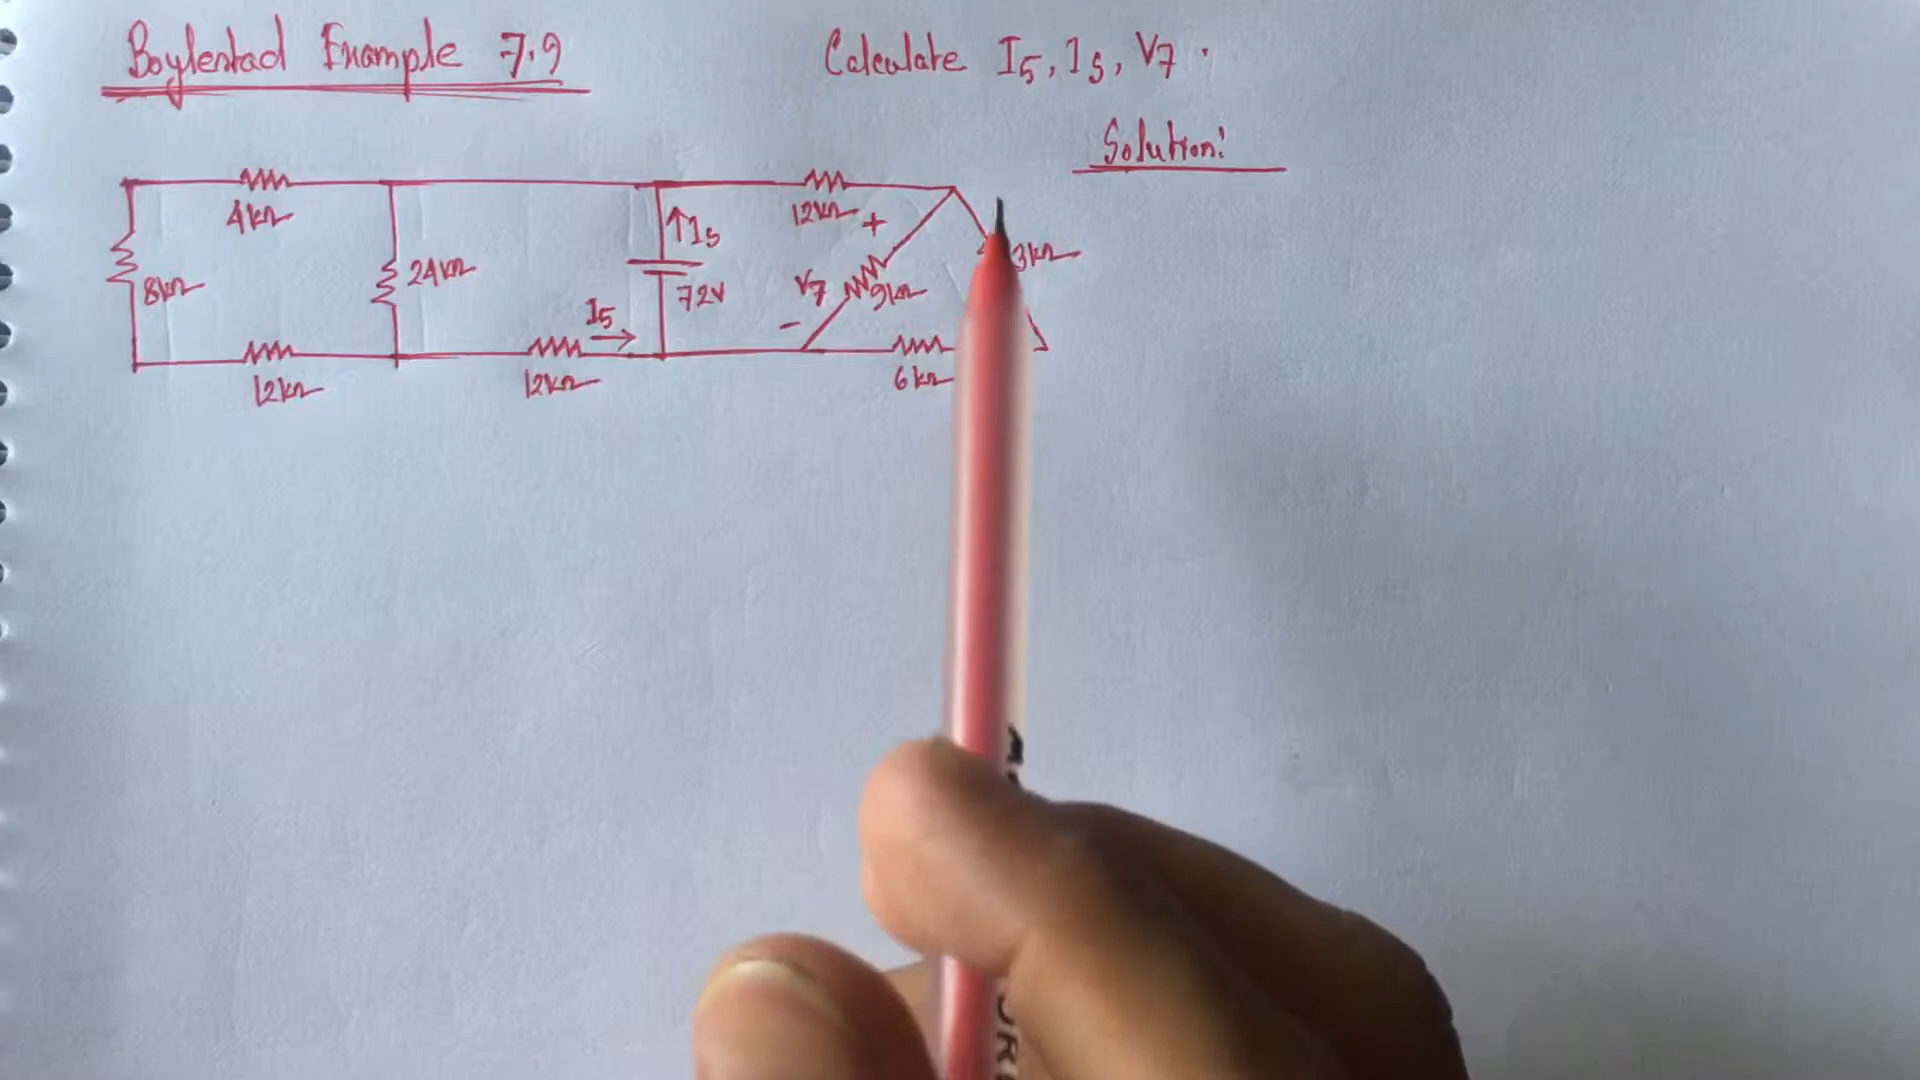 Boylestad Example 7.9
Calculate I5, Is, V7.
Solution:
4kΩ
12kΩ
+
↑Is
8kΩ
24kΩ
3kΩ
V7
9kΩ
72V
I5
−
12kΩ
12kΩ
6kΩ